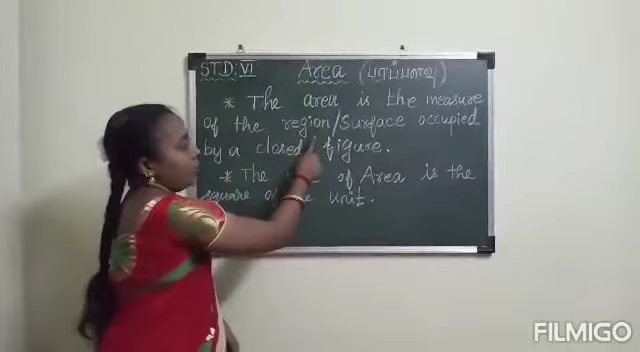 STD: VI
Area (பரப்பளவு)
* The area is the measure
of the region/Surface occupied
by a closed figure.
* The of Area is the
square unit.
FILMIGO